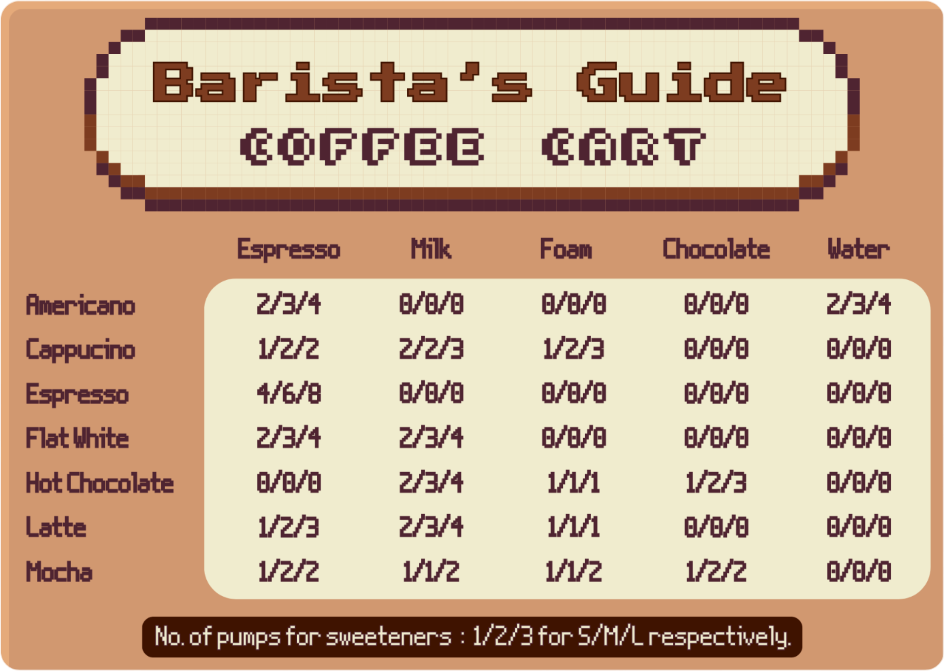 Barista's Guide
COFFEE CART
Espresso Milk Foam Chocolate Water
Americano 2/3/4 0/0/0 0/0/0 0/0/0 2/3/4
Cappucino 1/2/2 2/2/3 1/2/3 0/0/0 0/0/0
Espresso 4/6/8 0/0/0 0/0/0 0/0/0 0/0/0
Flat White 2/3/4 2/3/4 0/0/0 0/0/0 0/0/0
Hot Chocolate 0/0/0 2/3/4 1/1/1 1/2/3 0/0/0
Latte 1/2/3 2/3/4 1/1/1 0/0/0 0/0/0
Mocha 1/2/2 1/1/2 1/1/2 1/2/2 0/0/0
No. of pumps for sweeteners : 1/2/3 for S/M/L respectively.